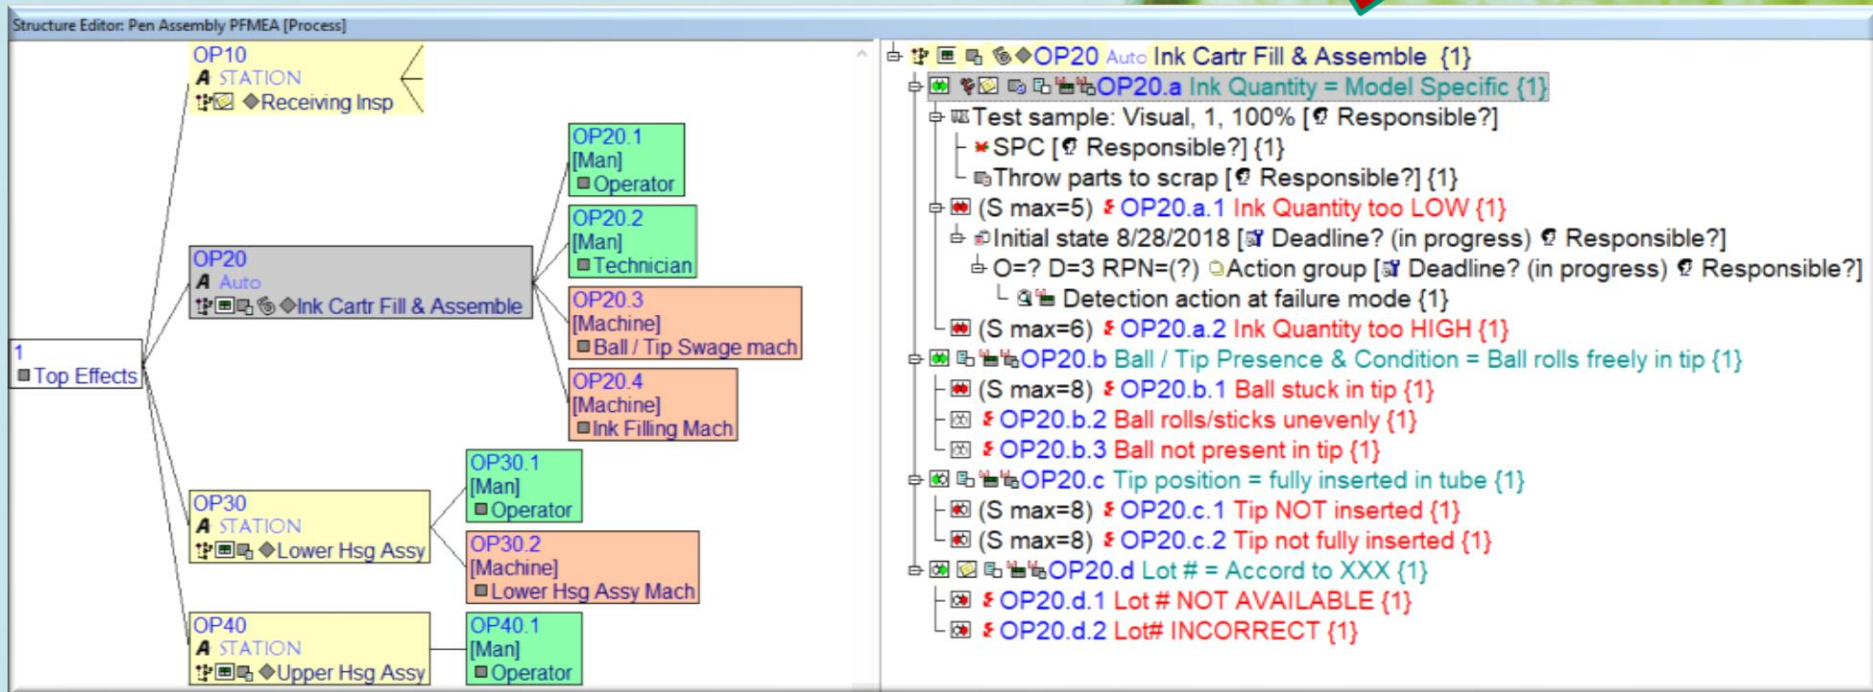 Structure Editor: Pen Assembly PFMEA [Process]
OP10
A STATION
Receiving Insp
OP20.1
[Man]
Operator
OP20.2
[Man]
Technician
OP20
A Auto
Ink Cartr Fill & Assemble
OP20.3
[Machine]
Ball / Tip Swage mach
1
Top Effects
OP20.4
[Machine]
Ink Filling Mach
OP30.1
[Man]
Operator
OP30
A STATION
Lower Hsg Assy
OP30.2
[Machine]
Lower Hsg Assy Mach
OP40
A STATION
Upper Hsg Assy
OP40.1
[Man]
Operator
OP20 Auto Ink Cartr Fill & Assemble {1}
OP20.a Ink Quantity = Model Specific {1}
Test sample: Visual, 1, 100% [ Responsible?]
SPC [ Responsible?] {1}
Throw parts to scrap [ Responsible?] {1}
(S max=5) OP20.a.1 Ink Quantity too LOW {1}
Initial state 8/28/2018 [ Deadline? (in progress) Responsible?]
O=? D=3 RPN=(?) Action group [ Deadline? (in progress) Responsible?]
Detection action at failure mode {1}
(S max=6) OP20.a.2 Ink Quantity too HIGH {1}
OP20.b Ball / Tip Presence & Condition = Ball rolls freely in tip {1}
(S max=8) OP20.b.1 Ball stuck in tip {1}
OP20.b.2 Ball rolls/sticks unevenly {1}
OP20.b.3 Ball not present in tip {1}
OP20.c Tip position = fully inserted in tube {1}
(S max=8) OP20.c.1 Tip NOT inserted {1}
(S max=8) OP20.c.2 Tip not fully inserted {1}
OP20.d Lot # = Accord to XXX {1}
OP20.d.1 Lot # NOT AVAILABLE {1}
OP20.d.2 Lot# INCORRECT {1}